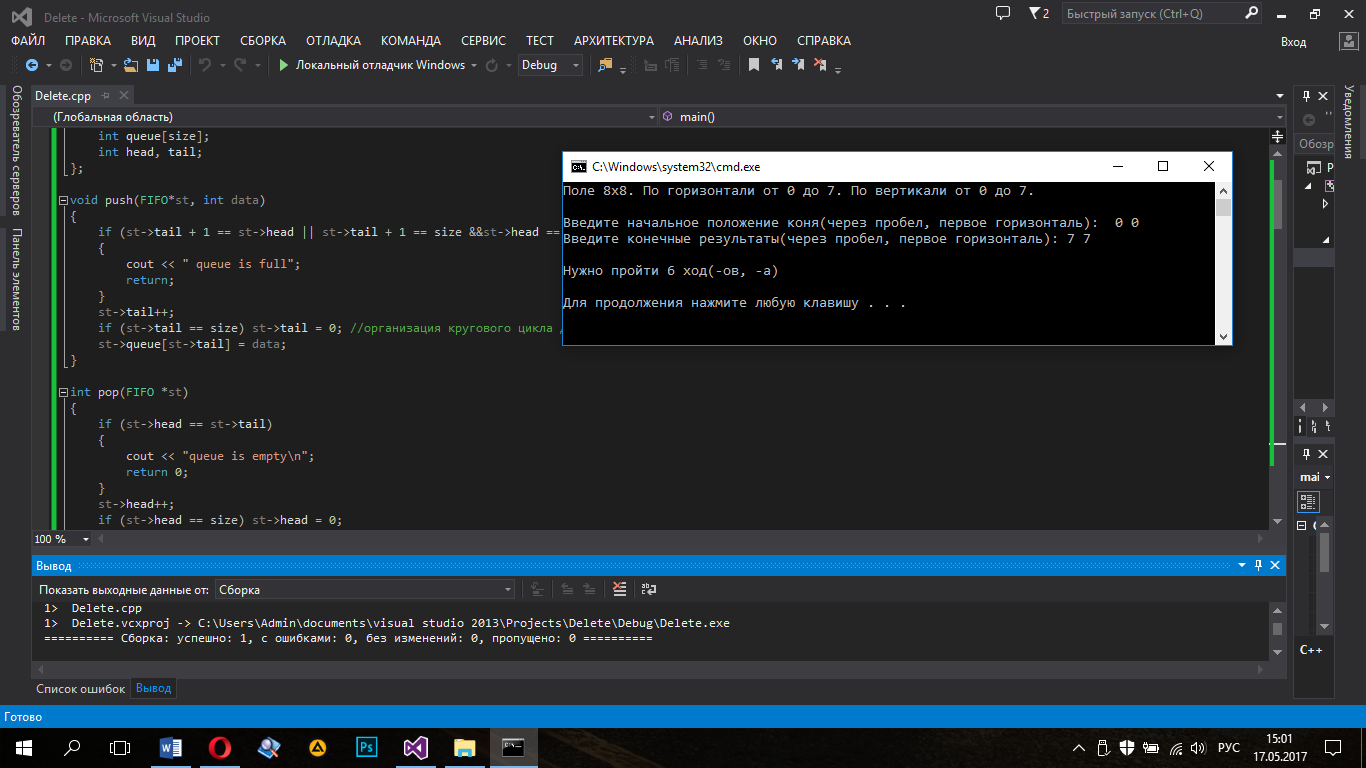 Delete - Microsoft Visual Studio
2
Быстрый запуск (Ctrl+Q)
ФАЙЛ ПРАВКА ВИД ПРОЕКТ СБОРКА ОТЛАДКА КОМАНДА СЕРВИС ТЕСТ АРХИТЕКТУРА АНАЛИЗ ОКНО СПРАВКА
Вход
Локальный отладчик Windows Debug
Обозреватель серверов
Панель элементов
Delete.cpp
(Глобальная область) main()
int queue[size];
int head, tail;
};
void push(FIFO*st, int data)
{
if (st->tail + 1 == st->head || st->tail + 1 == size &&st->head ==
{
cout << " queue is full";
return;
}
st->tail++;
if (st->tail == size) st->tail = 0; //организация кругового цикла
st->queue[st->tail] = data;
}
int pop(FIFO *st)
{
if (st->head == st->tail)
{
cout << "queue is empty\n";
return 0;
}
st->head++;
if (st->head == size) st->head = 0;
100 %
C:\Windows\system32\cmd.exe
Поле 8x8. По горизонтали от 0 до 7. По вертикали от 0 до 7.
Введите начальное положение коня(через пробел, первое горизонталь):  0 0
Введите конечные результаты(через пробел, первое горизонталь): 7 7
Нужно пройти 6 ход(-ов, -а)
Для продолжения нажмите любую клавишу . . .
Уведомления
Обозр
P
mai
C++
Вывод
Показать выходные данные от: Сборка
1>  Delete.cpp
1>  Delete.vcxproj -> C:\Users\Admin\documents\visual studio 2013\Projects\Delete\Debug\Delete.exe
========== Сборка: успешно: 1, с ошибками: 0, без изменений: 0, пропущено: 0 ==========
Список ошибок Вывод
Готово
Ps
РУС
15:01
17.05.2017